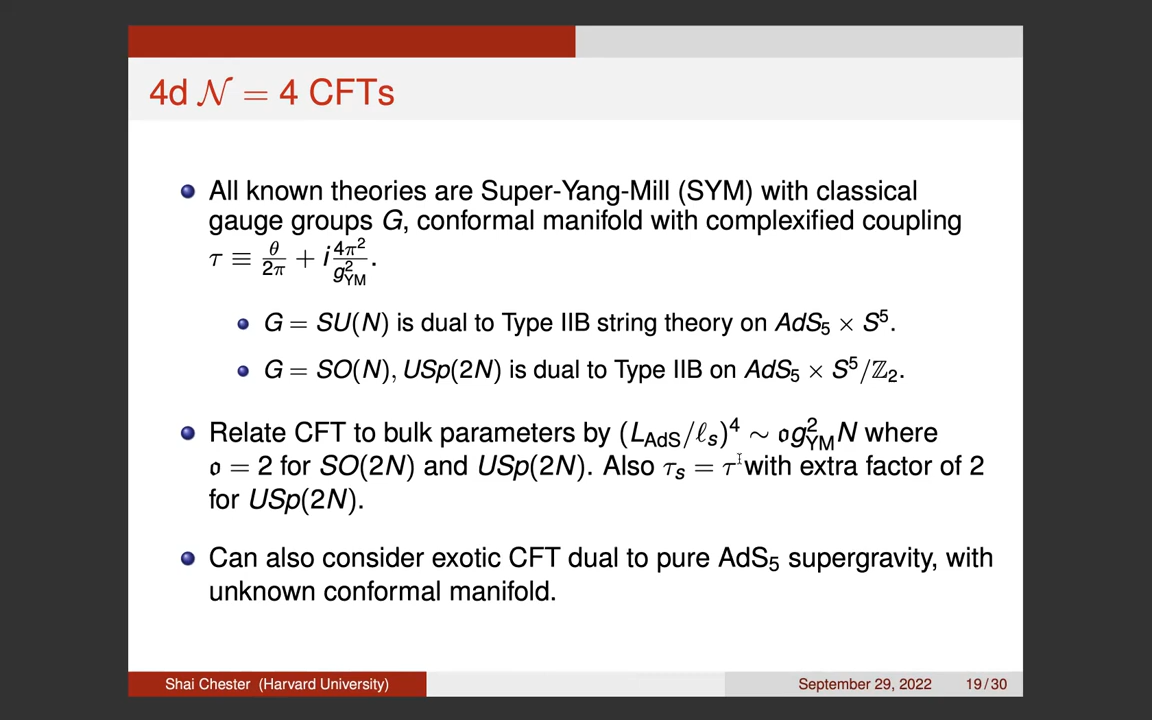 4d 𝒩 = 4 CFTs
All known theories are Super-Yang-Mill (SYM) with classical
gauge groups G, conformal manifold with complexified coupling
τ ≡ θ/2π + i 4π²/g²_YM.
G = SU(N) is dual to Type IIB string theory on AdS₅ × S⁵.
G = SO(N), USp(2N) is dual to Type IIB on AdS₅ × S⁵/ℤ₂.
Relate CFT to bulk parameters by (L_AdS/ℓ_s)⁴ ∼ 𝔬g²_YM N where
𝔬 = 2 for SO(2N) and USp(2N). Also τ_s = τ with extra factor of 2
for USp(2N).
Can also consider exotic CFT dual to pure AdS₅ supergravity, with
unknown conformal manifold.
Shai Chester (Harvard University) September 29, 2022 19/30